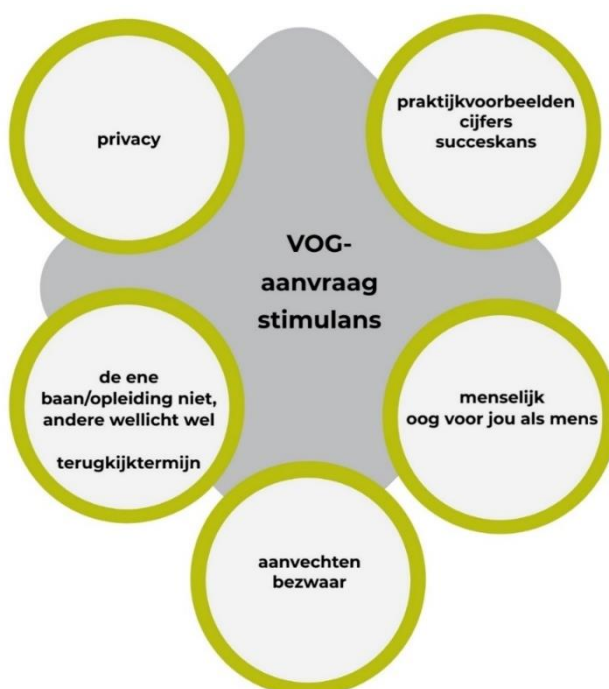 privacy
praktijkvoorbeelden
cijfers
succeskans
VOG-
aanvraag
stimulans
de ene
baan/opleiding niet,
andere wellicht wel
terugkijktermijn
menselijk
oog voor jou als mens
aanvechten
bezwaar